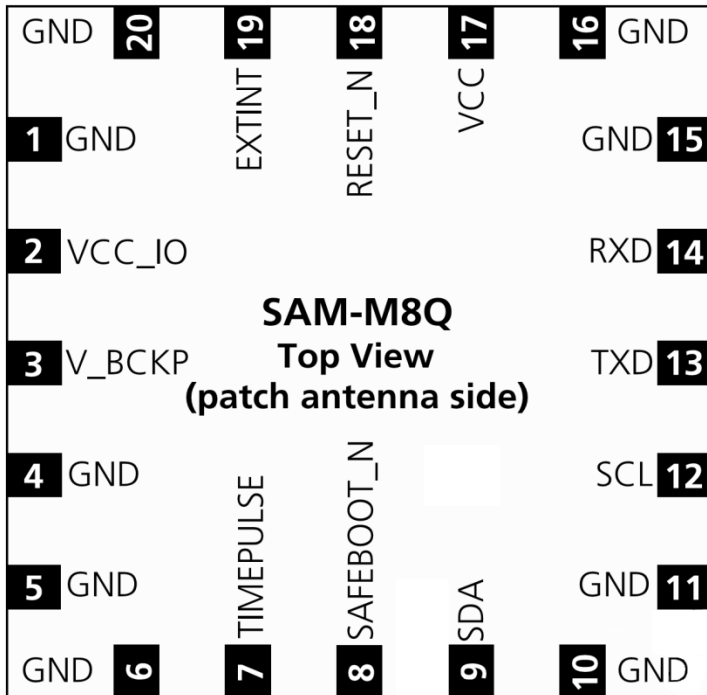 GND 20 19 18 17 16 GND
EXTINT
RESET_N
VCC
1 GND
GND 15
2 VCC_IO
RXD 14
SAM-M8Q
Top View
(patch antenna side)
3 V_BCKP
TXD 13
4 GND
SCL 12
5 GND
GND 11
TIMEPULSE
SAFEBOOT_N
SDA
GND 6 7 8 9 10 GND